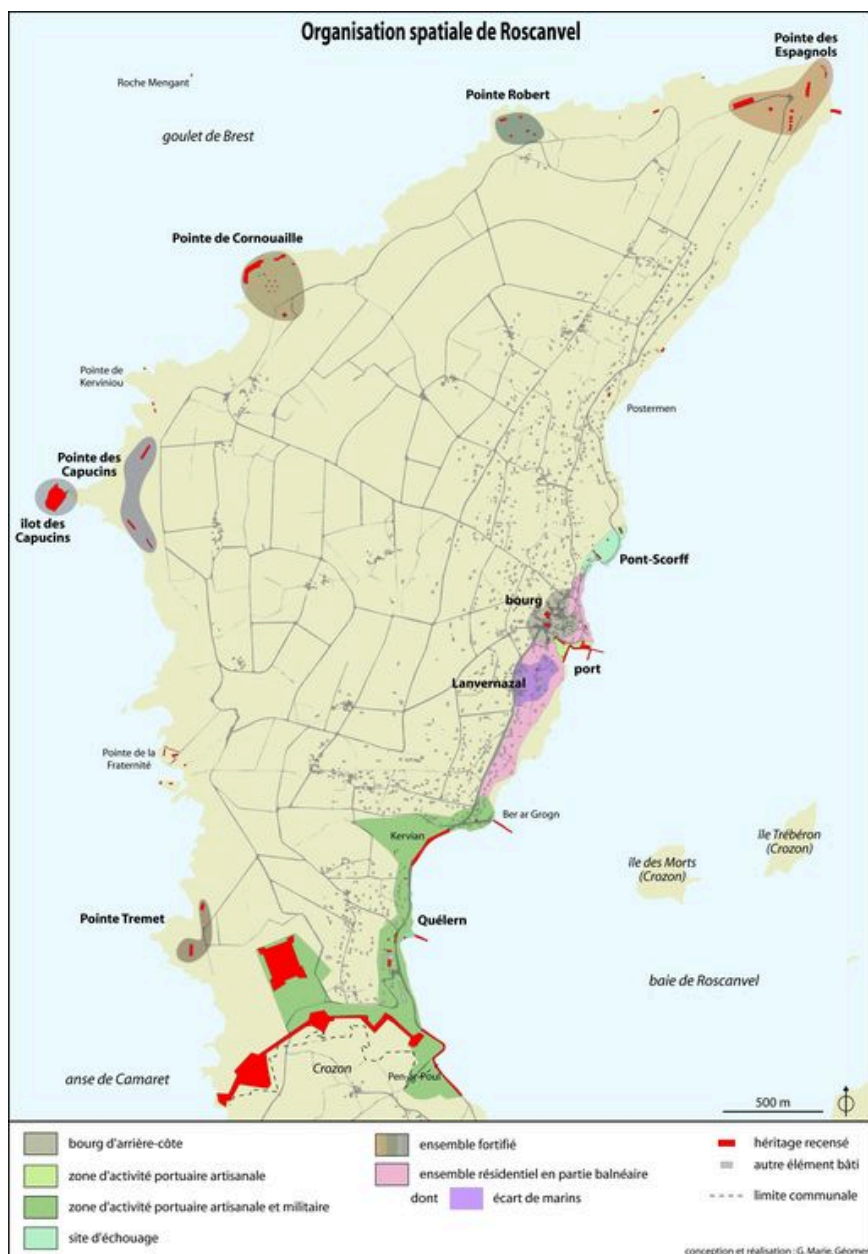 Organisation spatiale de Roscanvel
Pointe des
Espagnols
Roche Mengant
Pointe Robert
goulet de Brest
Pointe de Cornouaille
Pointe de
Kerviniou
Postermen
Pointe des
Capucins
îlot des
Capucins
Pont-Scorff
bourg
port
Lanvernazal
Pointe de la
Fraternité
Ber ar Grogn
Kervian
île des Morts
(Crozon)
île Trébéron
(Crozon)
Pointe Tremet
Quélern
baie de Roscanvel
anse de Camaret
Crozon
Pen-ar-Poul
500 m
bourg d'arrière-côte
zone d'activité portuaire artisanale
zone d'activité portuaire artisanale et militaire
site d'échouage
ensemble fortifié
ensemble résidentiel en partie balnéaire
dont écart de marins
héritage recensé
autre élément bâti
limite communale
conception et réalisation : G. Marie, Géomer